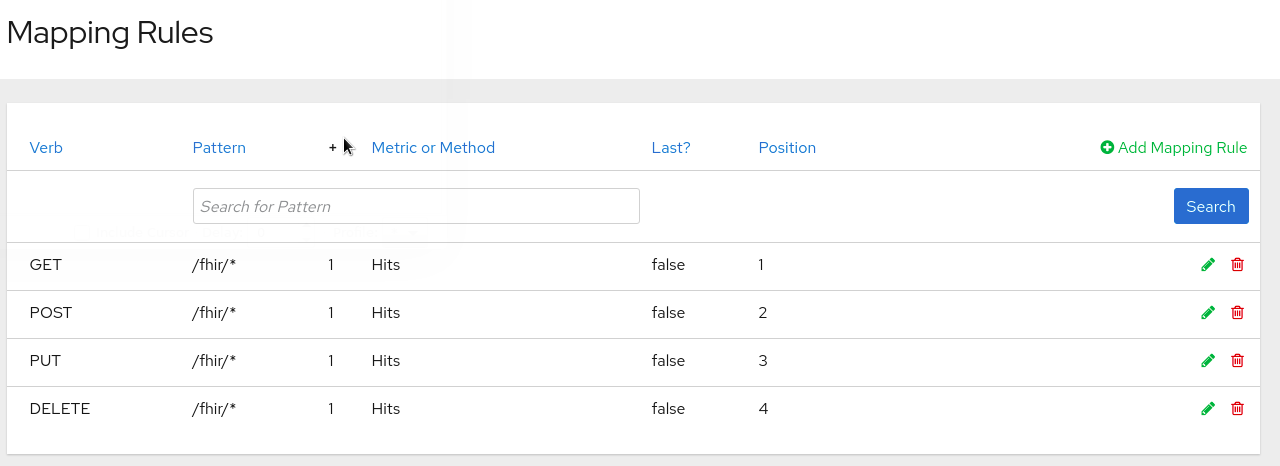 Mapping Rules
Verb Pattern + Metric or Method Last? Position Add Mapping Rule
Search for Pattern Search
GET /fhir/* 1 Hits false 1
POST /fhir/* 1 Hits false 2
PUT /fhir/* 1 Hits false 3
DELETE /fhir/* 1 Hits false 4